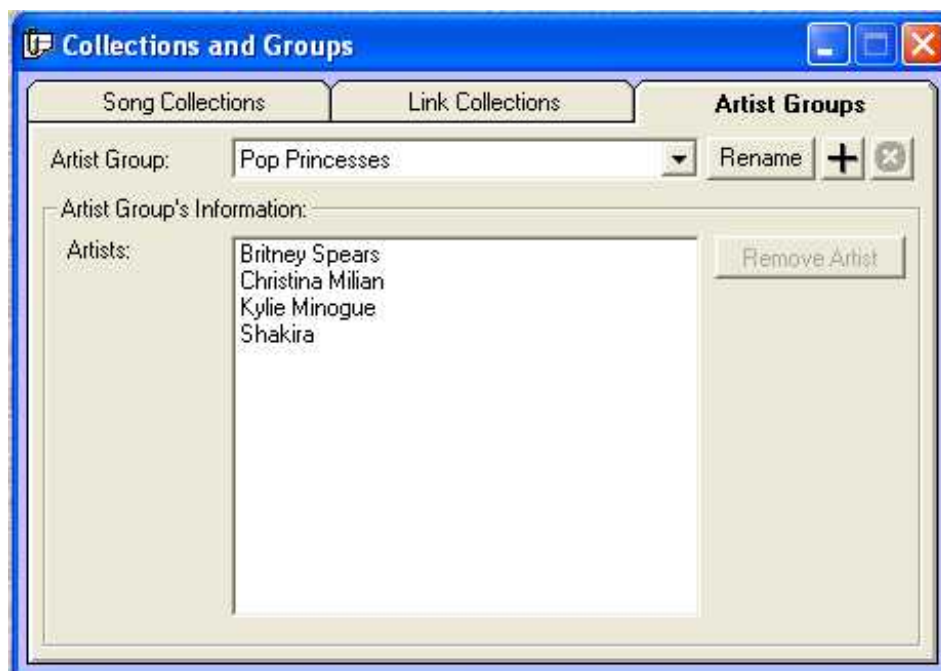 Collections and Groups
Song Collections Link Collections Artist Groups
Artist Group: Pop Princesses Rename
Artist Group's Information:
Artists: Britney Spears Remove Artist
Christina Milian
Kylie Minogue
Shakira